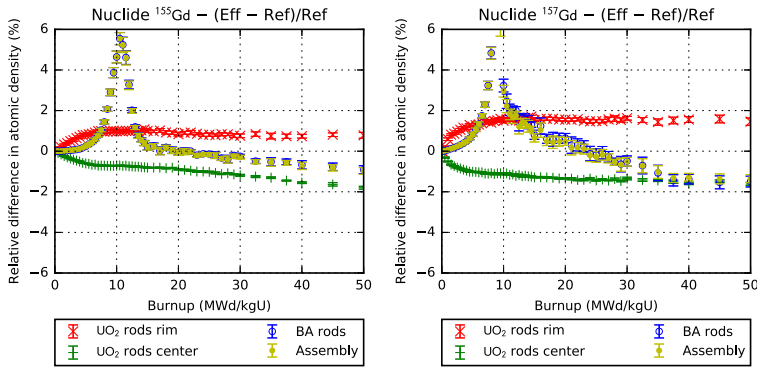 Nuclide ¹⁵⁵Gd − (Eff − Ref)/Ref
Relative difference in atomic density (%)
6
4
2
0
−2
−4
−6
0 10 20 30 40 50
Burnup (MWd/kgU)
UO₂ rods rim BA rods
UO₂ rods center Assembly
Nuclide ¹⁵⁷Gd − (Eff − Ref)/Ref
Relative difference in atomic density (%)
6
4
2
0
−2
−4
−6
0 10 20 30 40 50
Burnup (MWd/kgU)
UO₂ rods rim BA rods
UO₂ rods center Assembly